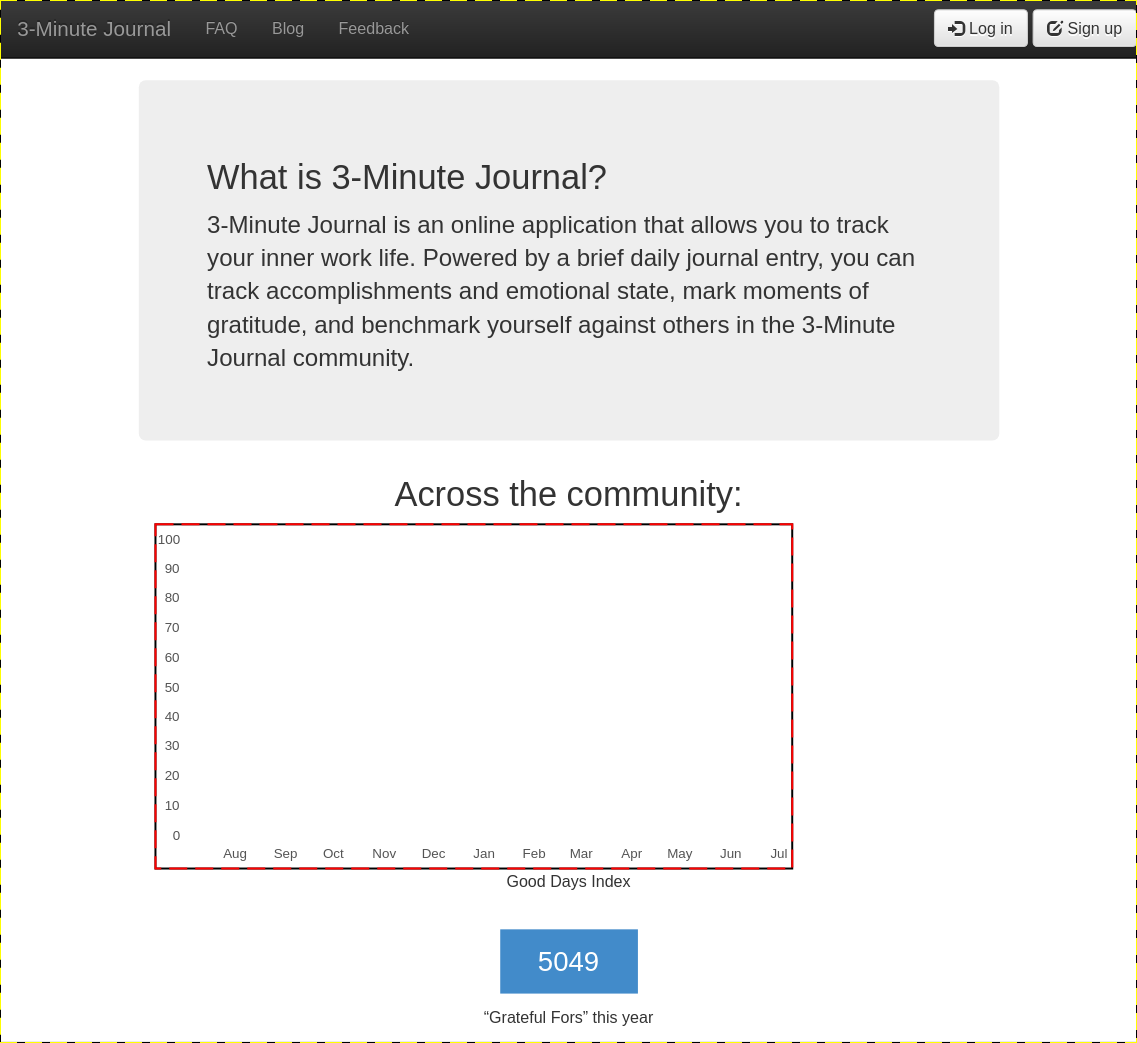 3-Minute Journal FAQ Blog Feedback Log in Sign up
What is 3-Minute Journal?
3-Minute Journal is an online application that allows you to track
your inner work life. Powered by a brief daily journal entry, you can
track accomplishments and emotional state, mark moments of
gratitude, and benchmark yourself against others in the 3-Minute
Journal community.
Across the community:
100
90
80
70
60
50
40
30
20
10
0
Aug Sep Oct Nov Dec Jan Feb Mar Apr May Jun Jul
Good Days Index
5049
“Grateful Fors” this year